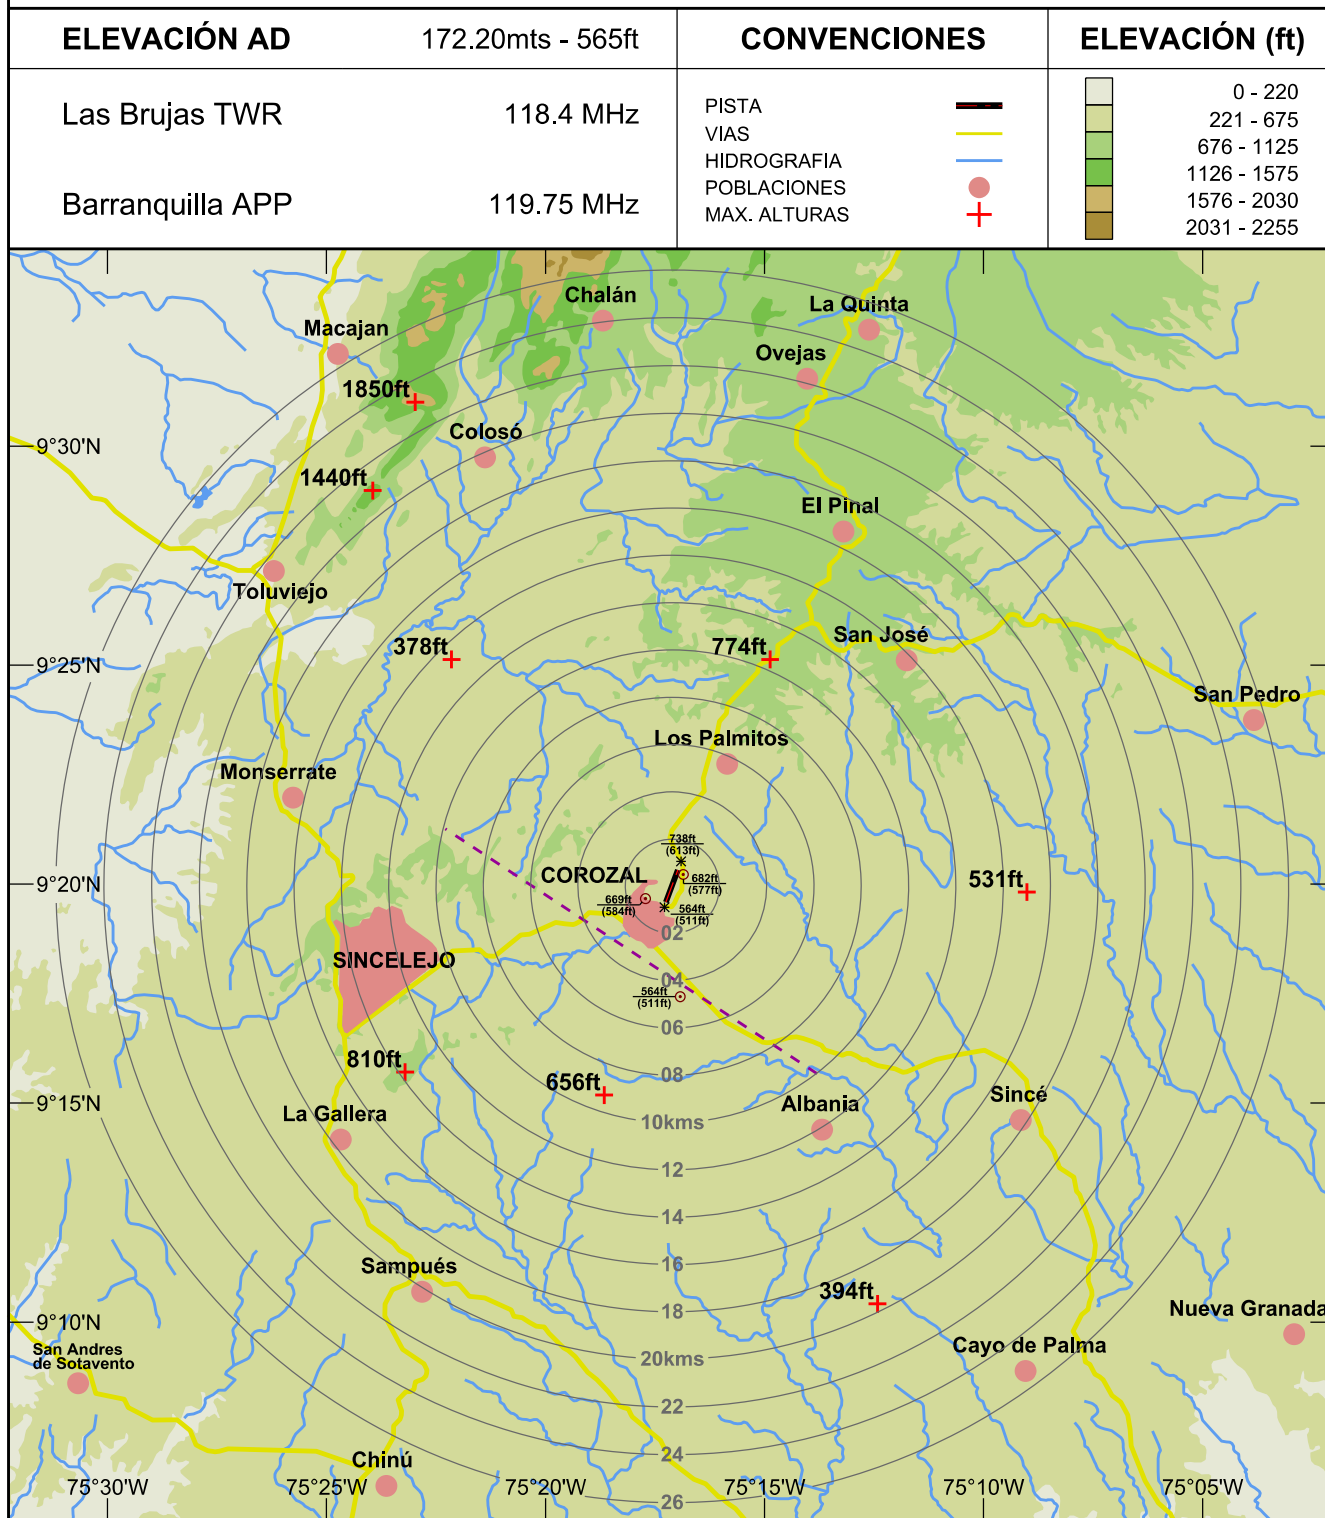 ELEVACIÓN AD 172.20mts - 565ft
Las Brujas TWR 118.4 MHz
Barranquilla APP 119.75 MHz
CONVENCIONES
PISTA
VIAS
HIDROGRAFIA
POBLACIONES
MAX. ALTURAS
ELEVACIÓN (ft)
0 - 220
221 - 675
676 - 1125
1126 - 1575
1576 - 2030
2031 - 2255
Chalán
La Quinta
Macajan
Ovejas
1850ft
Colosó
9°30'N
1440ft
El Pinal
Toluviejo
San José
378ft
774ft
9°25'N
San Pedro
Los Palmitos
Monserrate
738ft
(613ft)
COROZAL
682ft
(577ft)
531ft
9°20'N
669ft
(584ft)
564ft
(511ft)
02
SINCELEJO
04
564ft
(511ft)
06
810ft
08
656ft
Sincé
9°15'N
Albania
La Gallera
10kms
12
14
16
Sampués
394ft
18
Nueva Granada
9°10'N
San Andres
de Sotavento
Cayo de Palma
20kms
22
24
Chinú
75°30'W
75°25'W
75°20'W
75°15'W
75°10'W
75°05'W
26